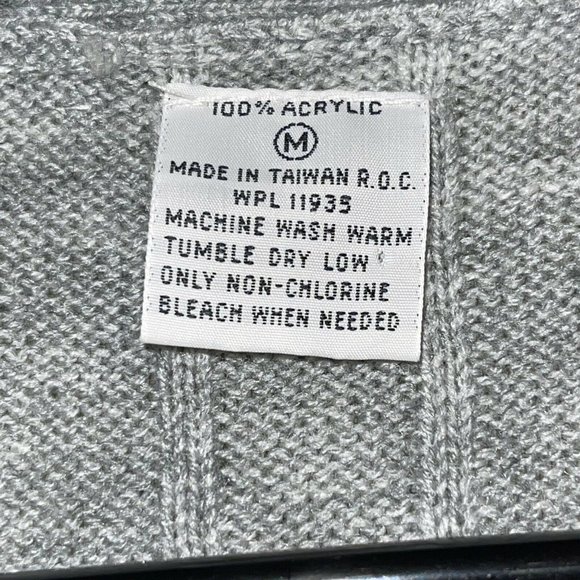 100% ACRYLIC
M
MADE IN TAIWAN R.O.C.
WPL 11935
MACHINE WASH WARM
TUMBLE DRY LOW
ONLY NON-CHLORINE
BLEACH WHEN NEEDED